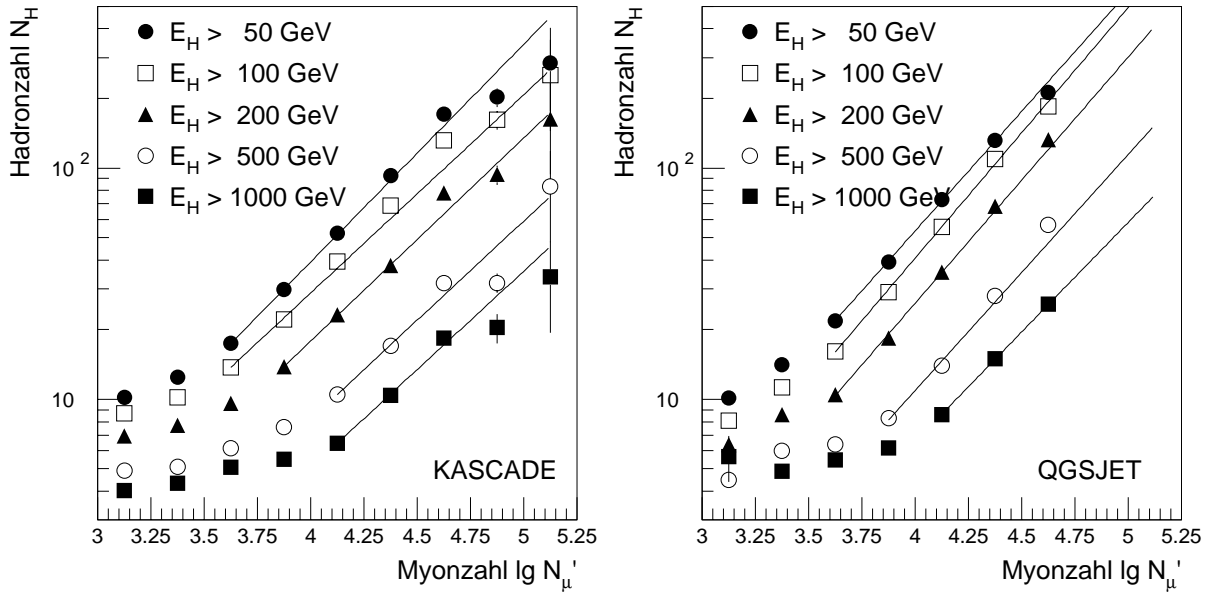 Hadronzahl N_H
E_H > 50 GeV
E_H > 100 GeV
E_H > 200 GeV
E_H > 500 GeV
E_H > 1000 GeV
10^2
10
KASCADE
3 3.25 3.5 3.75 4 4.25 4.5 4.75 5 5.25
Myonzahl lg N_μ'
Hadronzahl N_H
E_H > 50 GeV
E_H > 100 GeV
E_H > 200 GeV
E_H > 500 GeV
E_H > 1000 GeV
10^2
10
QGSJET
3 3.25 3.5 3.75 4 4.25 4.5 4.75 5 5.25
Myonzahl lg N_μ'